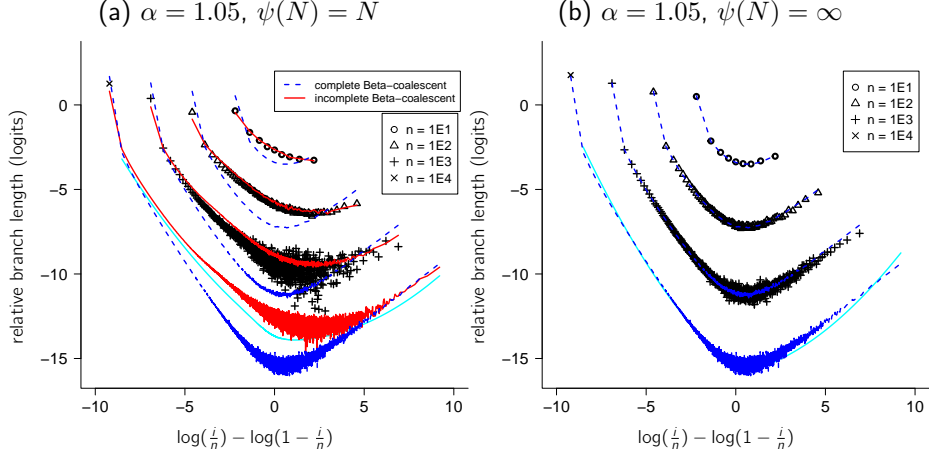 (a) α = 1.05, ψ(N) = N
(b) α = 1.05, ψ(N) = ∞
relative branch length (logits)
0
−5
−10
−15
complete Beta−coalescent
incomplete Beta−coalescent
n = 1E1
n = 1E2
n = 1E3
n = 1E4
−10
−5
0
5
10
log(i/n) − log(1 − i/n)
relative branch length (logits)
0
−5
−10
−15
n = 1E1
n = 1E2
n = 1E3
n = 1E4
−10
−5
0
5
10
log(i/n) − log(1 − i/n)